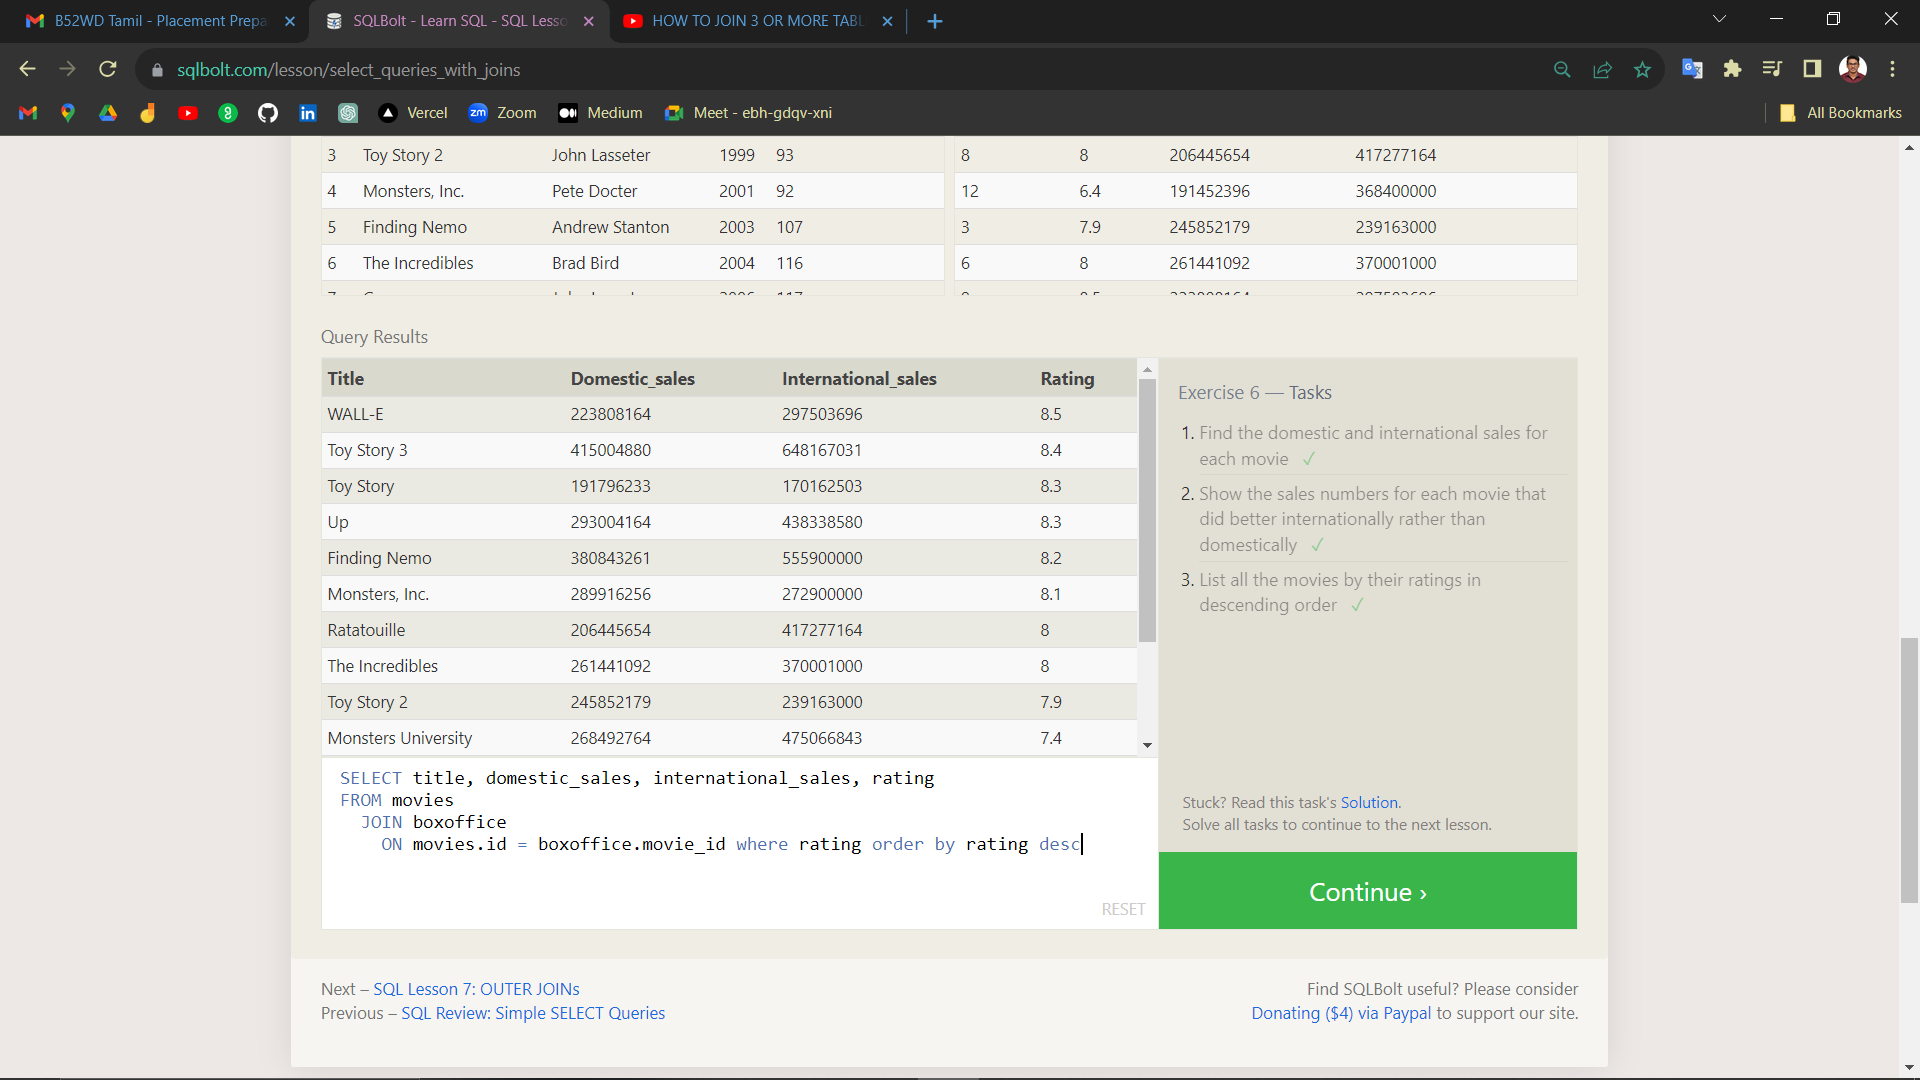 B52WD Tamil - Placement Prepa
SQLBolt - Learn SQL - SQL Lesso
HOW TO JOIN 3 OR MORE TABL
sqlbolt.com/lesson/select_queries_with_joins
Vercel
zm Zoom
Medium
Meet - ebh-gdqv-xni
All Bookmarks
3 Toy Story 2 John Lasseter 1999 93
8 8 206445654 417277164
4 Monsters, Inc. Pete Docter 2001 92
12 6.4 191452396 368400000
5 Finding Nemo Andrew Stanton 2003 107
3 7.9 245852179 239163000
6 The Incredibles Brad Bird 2004 116
6 8 261441092 370001000
Query Results
Title Domestic_sales International_sales Rating
WALL-E 223808164 297503696 8.5
Toy Story 3 415004880 648167031 8.4
Toy Story 191796233 170162503 8.3
Up 293004164 438338580 8.3
Finding Nemo 380843261 555900000 8.2
Monsters, Inc. 289916256 272900000 8.1
Ratatouille 206445654 417277164 8
The Incredibles 261441092 370001000 8
Toy Story 2 245852179 239163000 7.9
Monsters University 268492764 475066843 7.4
SELECT title, domestic_sales, international_sales, rating
FROM movies
JOIN boxoffice
ON movies.id = boxoffice.movie_id where rating order by rating desc
RESET
Exercise 6 — Tasks
1. Find the domestic and international sales for
each movie ✓
2. Show the sales numbers for each movie that
did better internationally rather than
domestically ✓
3. List all the movies by their ratings in
descending order ✓
Stuck? Read this task's Solution.
Solve all tasks to continue to the next lesson.
Continue ›
Next – SQL Lesson 7: OUTER JOINs
Previous – SQL Review: Simple SELECT Queries
Find SQLBolt useful? Please consider
Donating ($4) via Paypal to support our site.